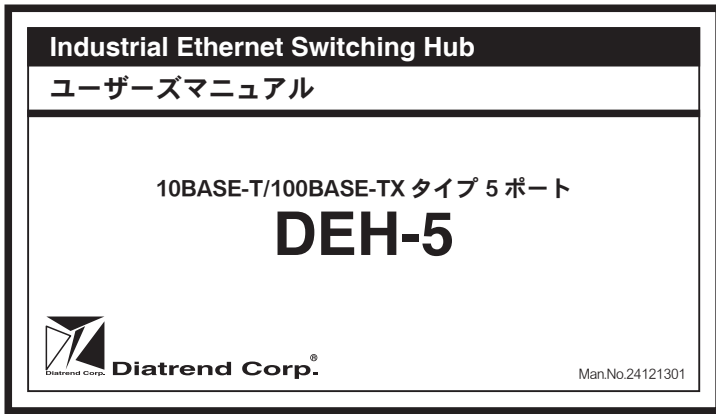 Industrial Ethernet Switching Hub
ユーザーズマニュアル
10BASE-T/100BASE-TX タイプ 5 ポート
DEH-5
Diatrend Corp.
Diatrend Corp.®
Man.No.24121301